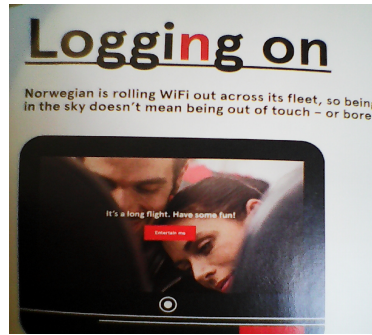 Logging on
Norwegian is rolling WiFi out across its fleet, so being
in the sky doesn't mean being out of touch – or bore
It's a long flight. Have some fun!
Entertain me